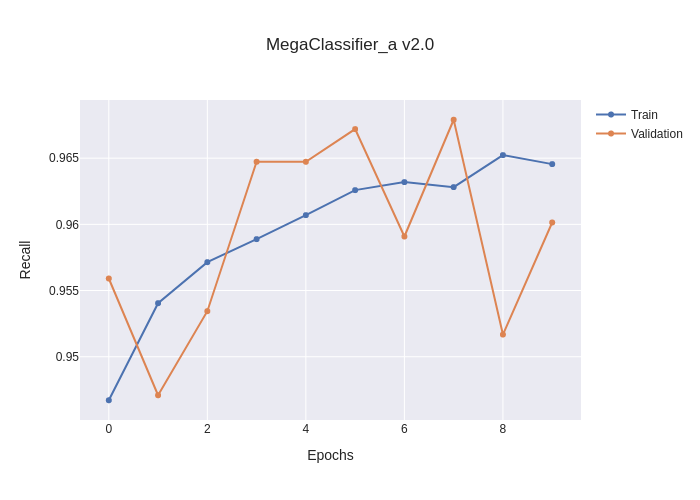 MegaClassifier_a v2.0
Train
Validation
0.965
0.96
0.955
0.95
Recall
0 2 4 6 8
Epochs